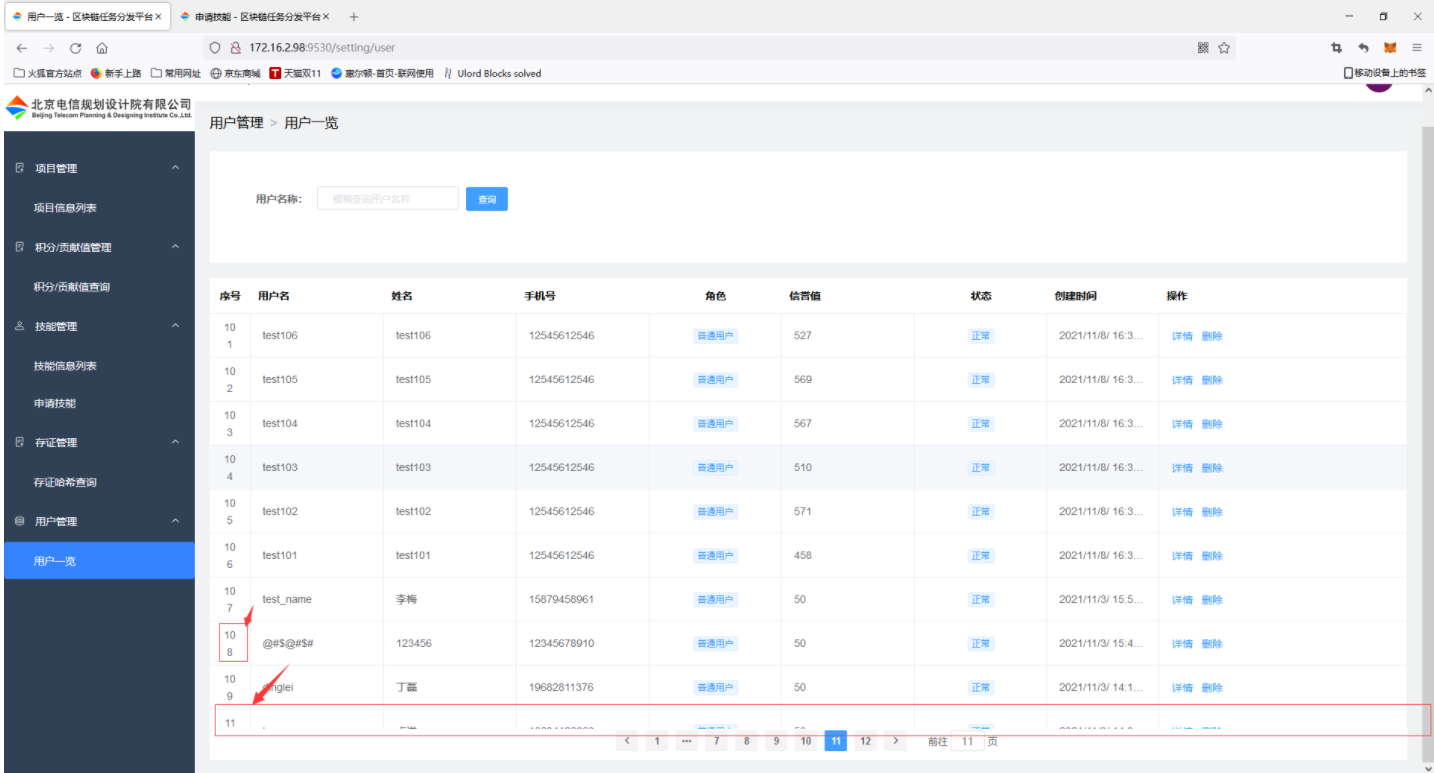 用户一览 - 区块链任务分发平台 × 申请技能 - 区块链任务分发平台 ×
172.16.2.98:9530/setting/user
火狐官方站点 新手上路 常用网址 京东商城 天猫双11 塞尔顿-首页-联网使用 Ulord Blocks solved 移动设备上的书签
北京电信规划设计院有限公司
Beijing Telecom Planning & Designing Institute Co.,Ltd.
用户管理 > 用户一览
项目管理
项目信息列表
积分/贡献值管理
积分/贡献值查询
技能管理
技能信息列表
申请技能
存证管理
存证哈希查询
用户管理
用户一览
用户名称: 模糊查询用户名称 查询
序号 用户名 姓名 手机号 角色 信誉值 状态 创建时间 操作
101 test106 test106 12545612546 普通用户 527 正常 2021/11/8/ 16:3... 详情 删除
102 test105 test105 12545612546 普通用户 569 正常 2021/11/8/ 16:3... 详情 删除
103 test104 test104 12545612546 普通用户 567 正常 2021/11/8/ 16:3... 详情 删除
104 test103 test103 12545612546 普通用户 510 正常 2021/11/8/ 16:3... 详情 删除
105 test102 test102 12545612546 普通用户 571 正常 2021/11/8/ 16:3... 详情 删除
106 test101 test101 12545612546 普通用户 458 正常 2021/11/8/ 16:3... 详情 删除
107 test_name 李梅 15879458961 普通用户 50 正常 2021/11/3/ 15:5... 详情 删除
108 @#$@#$# 123456 12345678910 普通用户 50 正常 2021/11/3/ 15:4... 详情 删除
109 dinglei 丁磊 19682811376 普通用户 50 正常 2021/11/3/ 14:1... 详情 删除
11
1 ··· 7 8 9 10 11 12 前往 11 页